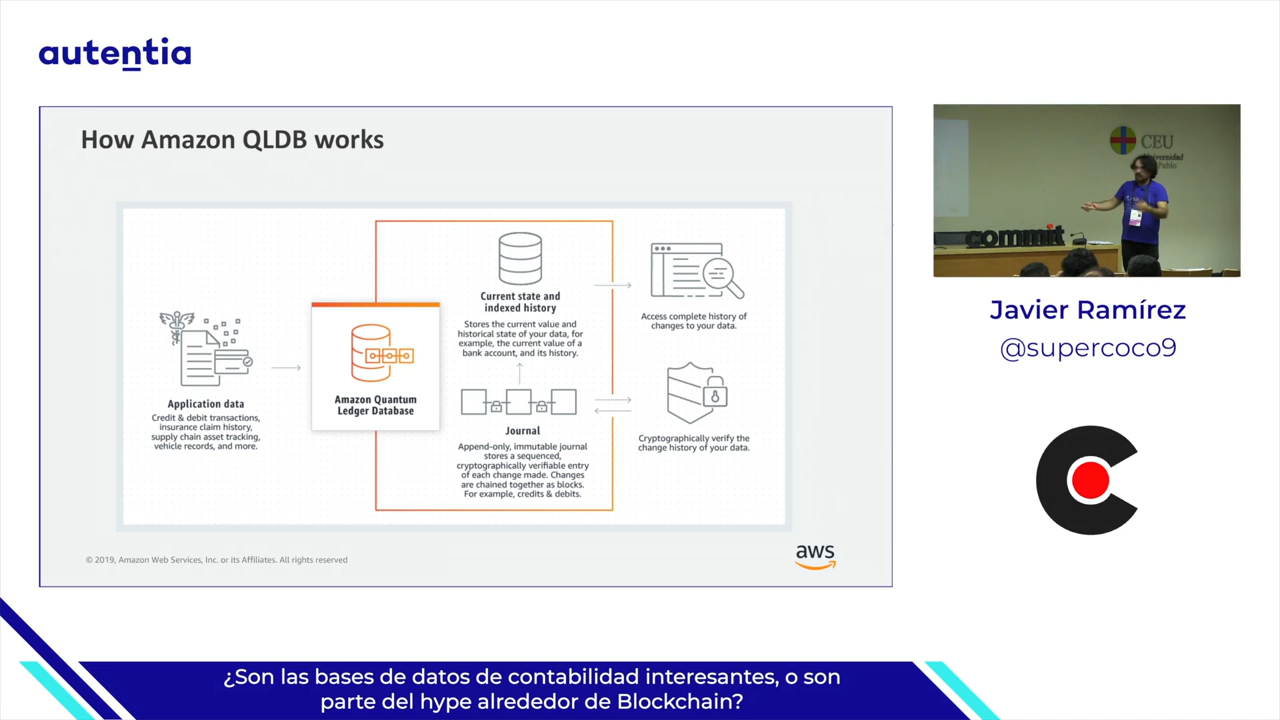 autentia
How Amazon QLDB works
Application data
Credit & debit transactions,
insurance claim history,
supply chain asset tracking,
vehicle records, and more.
Amazon Quantum
Ledger Database
Current state and
indexed history
Stores the current value and
historical state of your data, for
example, the current value of a
bank account, and its history.
Journal
Append-only, immutable journal
stores a sequenced,
cryptographically verifiable entry
of each change made. Changes
are chained together as blocks.
For example, credits & debits.
Access complete history of
changes to your data.
Cryptographically verify the
change history of your data.
© 2019, Amazon Web Services, Inc. or its Affiliates. All rights reserved
aws
CEU
Universidad
Pablo
commit
Javier Ramírez
@supercoco9
¿Son las bases de datos de contabilidad interesantes, o son
parte del hype alrededor de Blockchain?